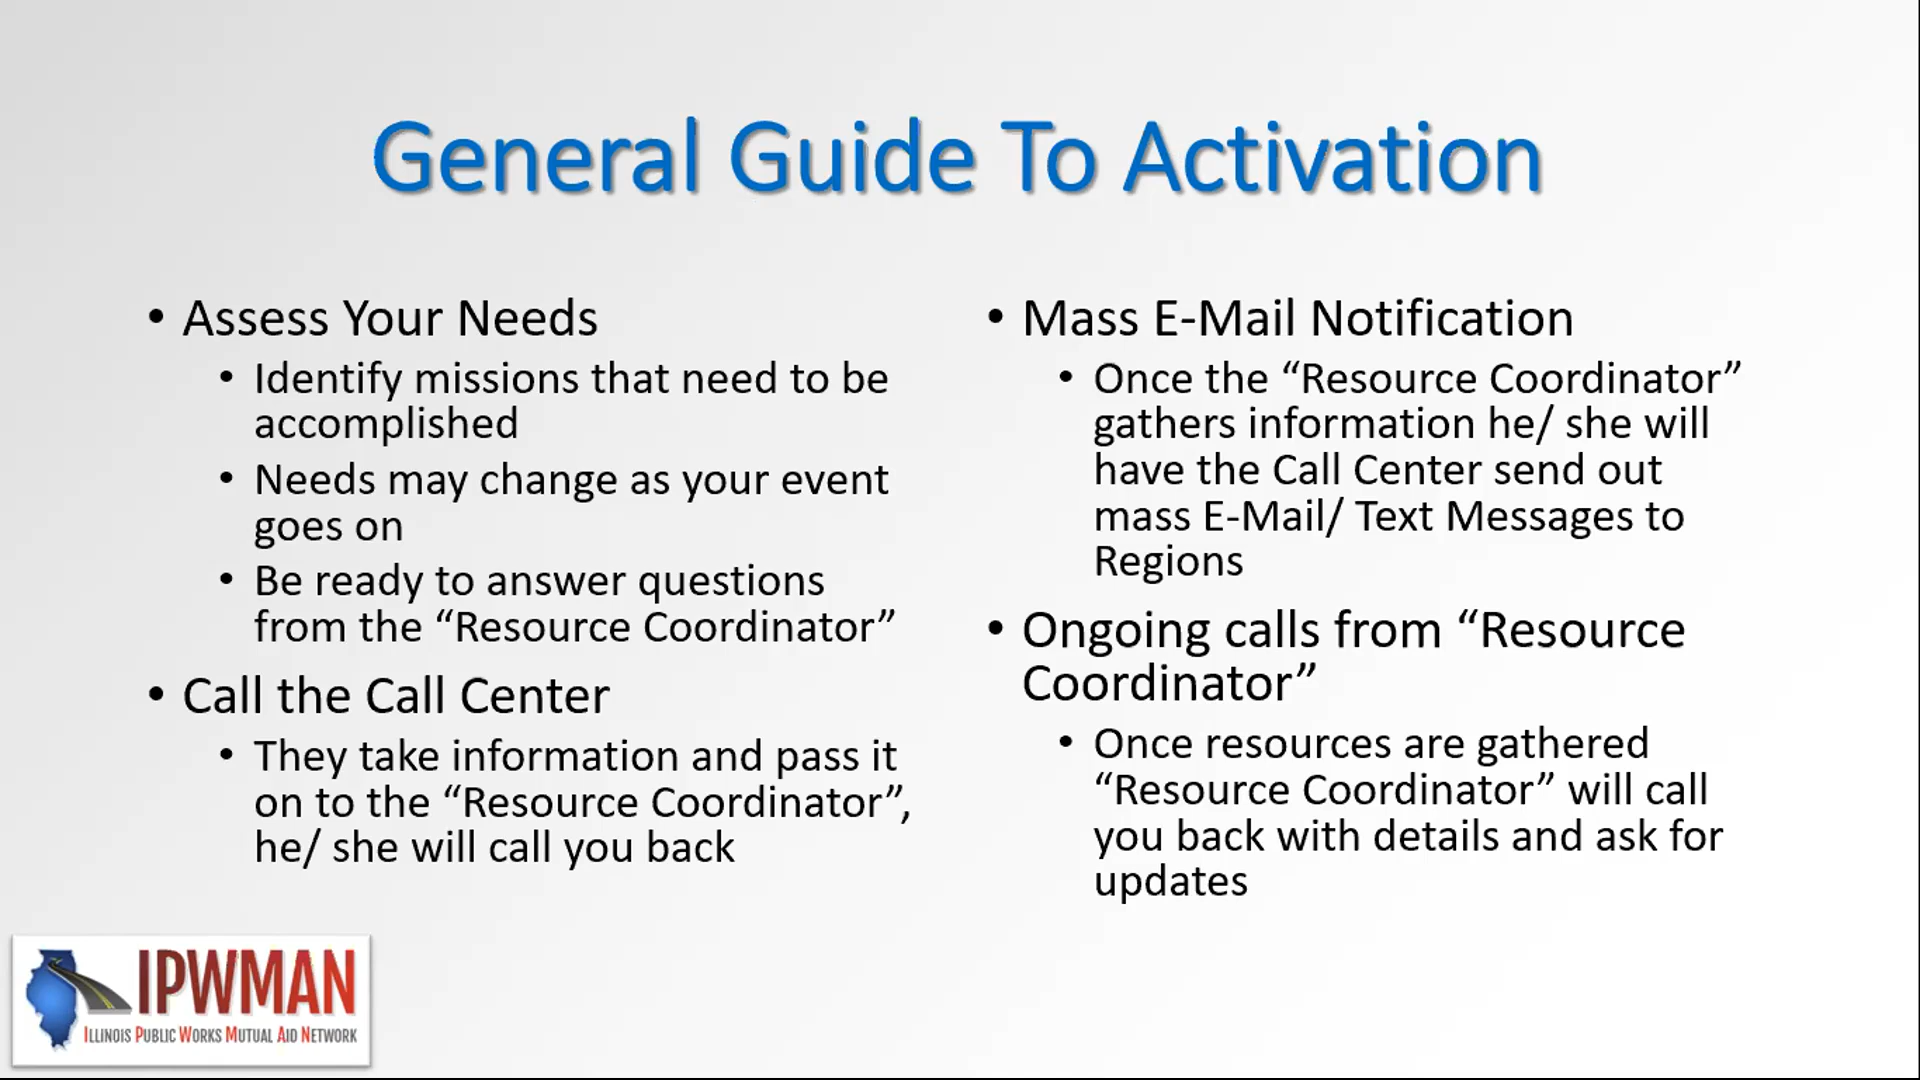 General Guide To Activation
• Assess Your Needs
• Identify missions that need to be
accomplished
• Needs may change as your event
goes on
• Be ready to answer questions
from the “Resource Coordinator”
• Call the Call Center
• They take information and pass it
on to the “Resource Coordinator”,
he/ she will call you back
• Mass E-Mail Notification
• Once the “Resource Coordinator”
gathers information he/ she will
have the Call Center send out
mass E-Mail/ Text Messages to
Regions
• Ongoing calls from “Resource
Coordinator”
• Once resources are gathered
“Resource Coordinator” will call
you back with details and ask for
updates
IPWMAN
ILLINOIS PUBLIC WORKS MUTUAL AID NETWORK